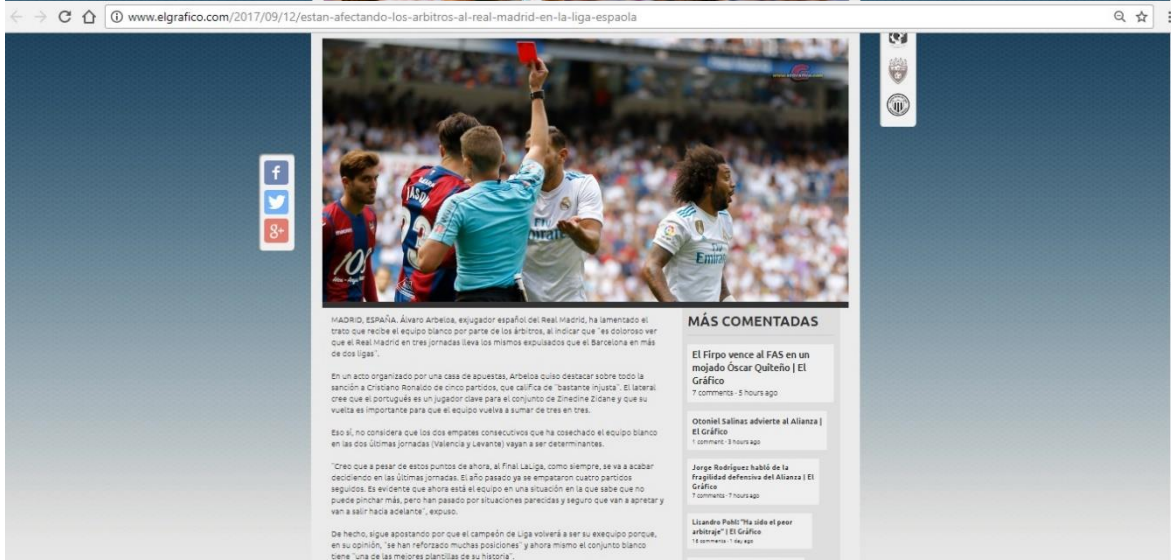 www.elgrafico.com/2017/09/12/estan-afectando-los-arbitros-al-real-madrid-en-la-liga-espaola
JASON
23
Fly
Emirates
Fly
Emirat
f
8+
MADRID, ESPAÑA. Álvaro Arbeloa, exjugador español del Real Madrid, ha lamentado el
trato que recibe el equipo blanco por parte de los árbitros, al indicar que "es doloroso ver
que el Real Madrid en tres jornadas lleva los mismos expulsados que el Barcelona en más
de dos ligas".
En un acto organizado por una casa de apuestas, Arbeloa quiso destacar sobre todo la
sanción a Cristiano Ronaldo de cinco partidos, que califica de "bastante injusta". El lateral
cree que el portugués es un jugador clave para el conjunto de Zinedine Zidane y que su
vuelta es importante para que el equipo vuelva a sumar de tres en tres.
Eso sí, no considera que los dos empates consecutivos que ha cosechado el equipo blanco
en las dos últimas jornadas (Valencia y Levante) vayan a ser determinantes.
"Creo que a pesar de estos puntos de ahora, al final LaLiga, como siempre, se va a acabar
decidiendo en las últimas jornadas. El año pasado ya se empataron cuatro partidos
seguidos. Es evidente que ahora está el equipo en una situación en la que sabe que no
puede pinchar más, pero han pasado por situaciones parecidas y seguro que van a apretar y
van a salir hacia adelante", expuso.
De hecho, sigue apostando por que el campeón de Liga volverá a ser su exequipo porque,
en su opinión, "se han reforzado muchas posiciones" y ahora mismo el conjunto blanco
tiene "una de las mejores plantillas de su historia".
MÁS COMENTADAS
El Firpo vence al FAS en un
mojado Óscar Quiteño | El
Gráfico
7 comments · 5 hours ago
Otoniel Salinas advierte al Alianza |
El Gráfico
1 comment · 3 hours ago
Jorge Rodríguez habló de la
fragilidad defensiva del Alianza | El
Gráfico
7 comments · 7 hours ago
Lisandro Pohl: "Ha sido el peor
arbitraje" | El Gráfico
18 comments · 1 day ago